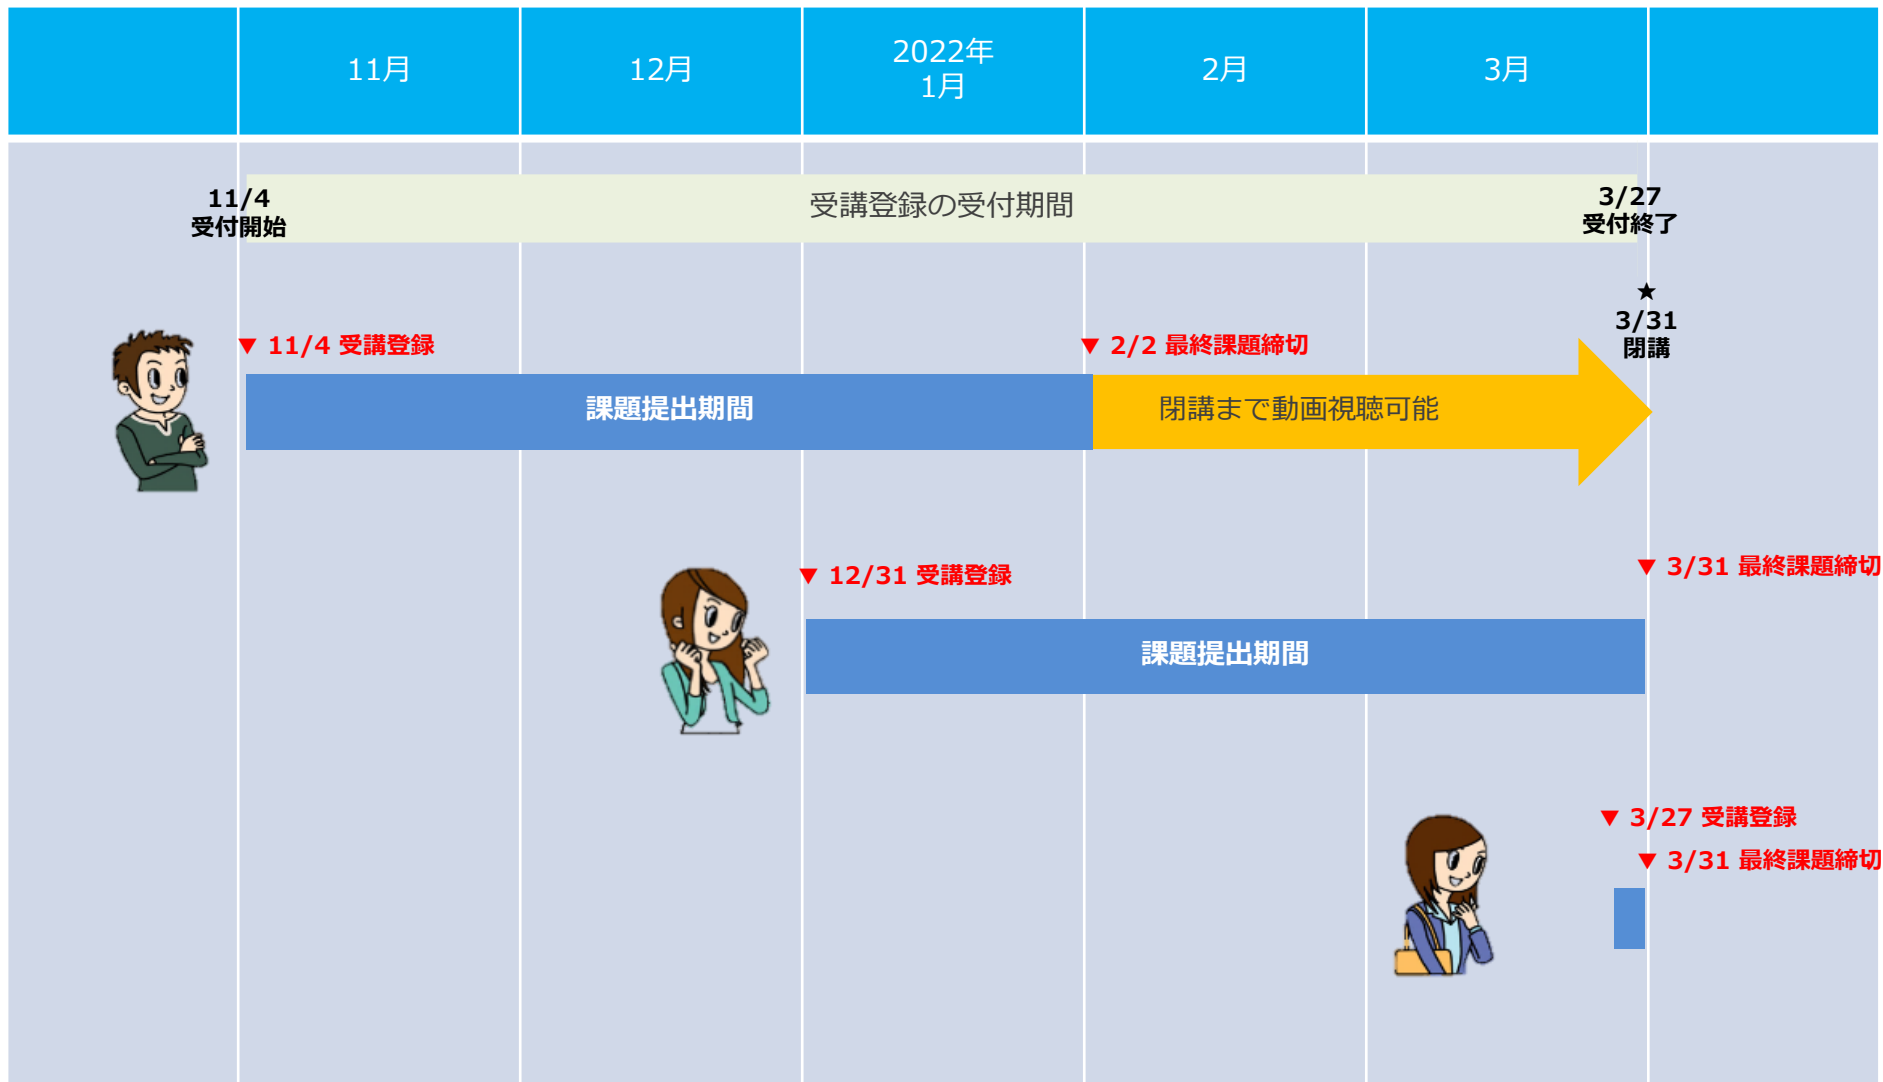 11月
12月
2022年
1月
2月
3月
11/4
受付開始
受講登録の受付期間
3/27
受付終了
★
3/31
閉講
▼ 11/4 受講登録
▼ 2/2 最終課題締切
課題提出期間
閉講まで動画視聴可能
▼ 12/31 受講登録
▼ 3/31 最終課題締切
課題提出期間
▼ 3/27 受講登録
▼ 3/31 最終課題締切